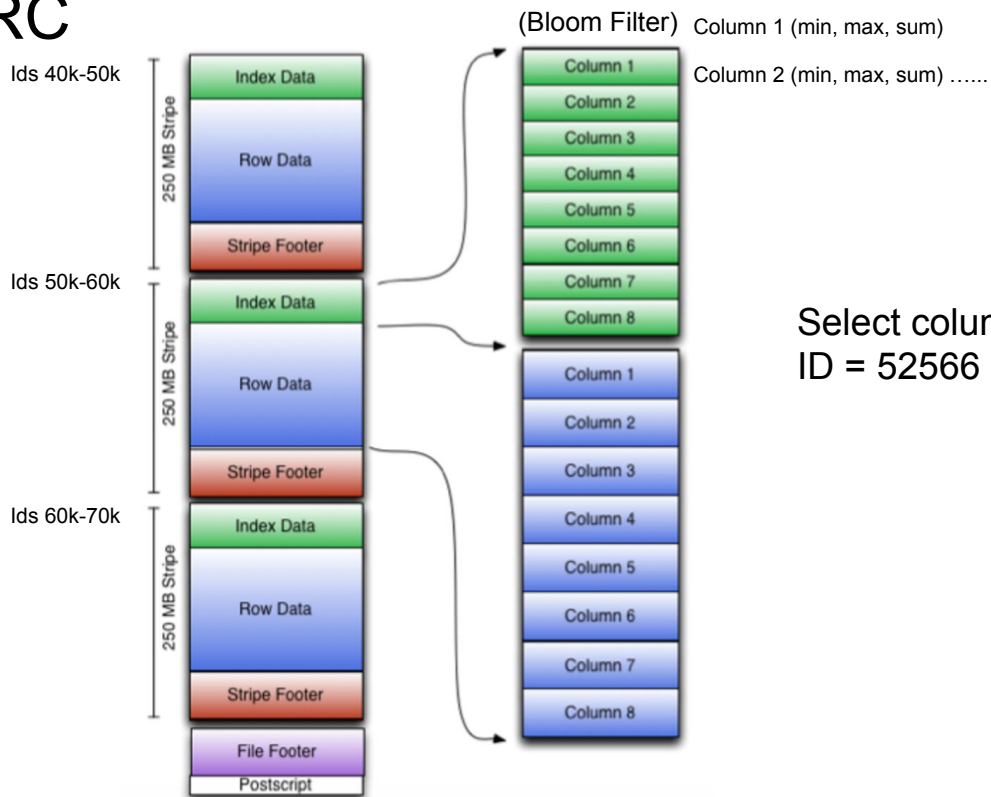 RC
(Bloom Filter)
Column 1 (min, max, sum)
Column 2 (min, max, sum) …...
Ids 40k-50k
250 MB Stripe
Index Data
Row Data
Stripe Footer
Ids 50k-60k
250 MB Stripe
Index Data
Row Data
Stripe Footer
Ids 60k-70k
250 MB Stripe
Index Data
Row Data
Stripe Footer
File Footer
Postscript
Column 1
Column 2
Column 3
Column 4
Column 5
Column 6
Column 7
Column 8
Column 1
Column 2
Column 3
Column 4
Column 5
Column 6
Column 7
Column 8
Select
ID = 52566